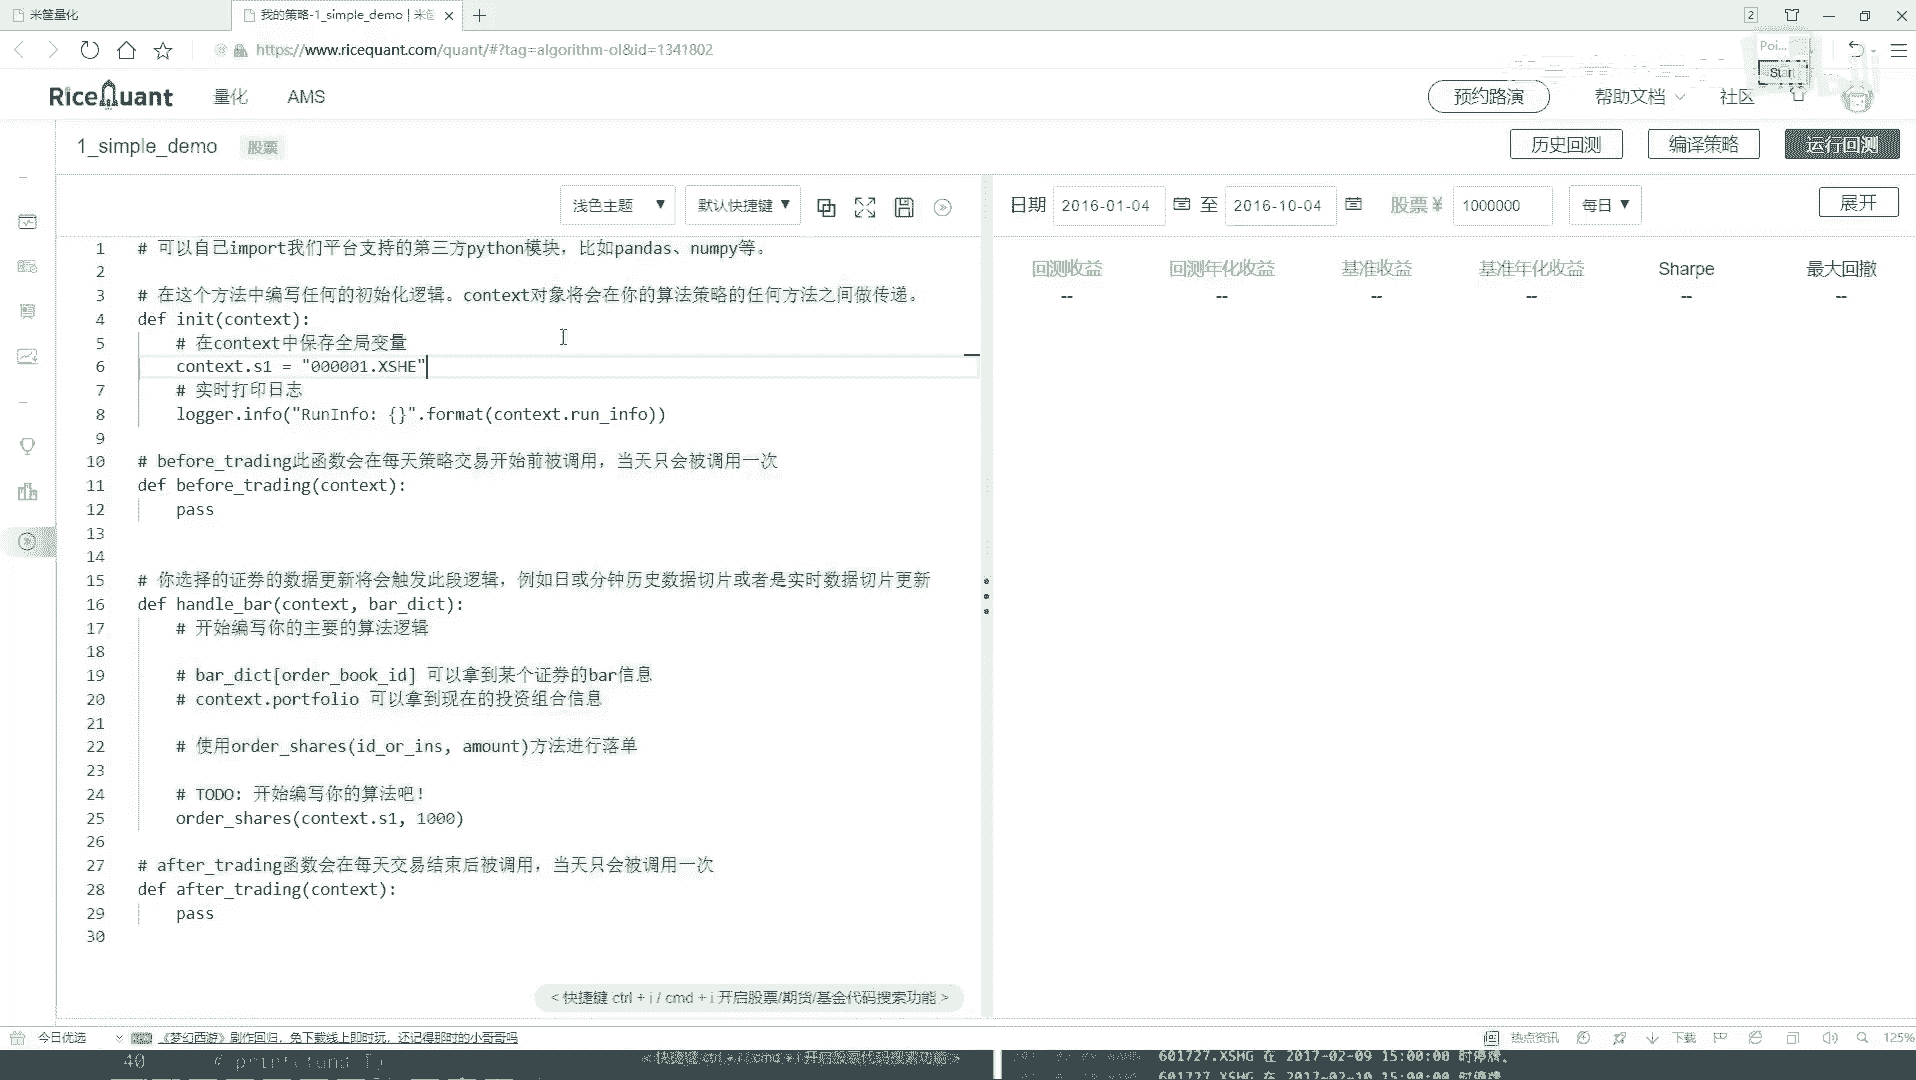 米筐量化
我的策略-1_simple_demo | 米筐
2
https://www.ricequant.com/quant/#?tag=algorithm-ol&id=1341802
Poi...
Start
RiceQuant 量化 AMS 预约路演 帮助文档 社区
1_simple_demo 股票 历史回测 编译策略 运行回测
浅色主题 ▼ 默认快捷键 ▼
日期 2016-01-04 至 2016-10-04 股票 ¥ 1000000 每日 ▼ 展开
回测收益 回测年化收益 基准收益 基准年化收益 Sharpe 最大回撤
-- -- -- -- -- --
1 # 可以自己import我们平台支持的第三方python模块，比如pandas、numpy等。
2
3 # 在这个方法中编写任何的初始化逻辑。context对象将会在你的算法策略的任何方法之间做传递。
4 def init(context):
5 # 在context中保存全局变量
6 context.s1 = "000001.XSHE"
7 # 实时打印日志
8 logger.info("RunInfo: {}".format(context.run_info))
9
10 # before_trading此函数会在每天策略交易开始前被调用，当天只会被调用一次
11 def before_trading(context):
12 pass
13
14
15 # 你选择的证券的数据更新将会触发此段逻辑，例如日或分钟历史数据切片或者是实时数据切片更新
16 def handle_bar(context, bar_dict):
17 # 开始编写你的主要的算法逻辑
18
19 # bar_dict[order_book_id] 可以拿到某个证券的bar信息
20 # context.portfolio 可以拿到现在的投资组合信息
21
22 # 使用order_shares(id_or_ins, amount)方法进行落单
23
24 # TODO: 开始编写你的算法吧！
25 order_shares(context.s1, 1000)
26
27 # after_trading函数会在每天交易结束后被调用，当天只会被调用一次
28 def after_trading(context):
29 pass
30
< 快捷键 ctrl + i / cmd + i 开启股票/期货/基金代码搜索功能 >
今日优选 《梦幻西游》副作回归，免下载线上即时玩，还记得那时的小哥哥吗 热点资讯 下载 125%
40 <快捷键 ctrl + i / cmd + i 开启股票代码搜索功能> 601727.XSHG 在 2017-02-09 15:00:00 时停牌。
601727.XSHG 在 2017-02-10 15:00:00 时停牌。